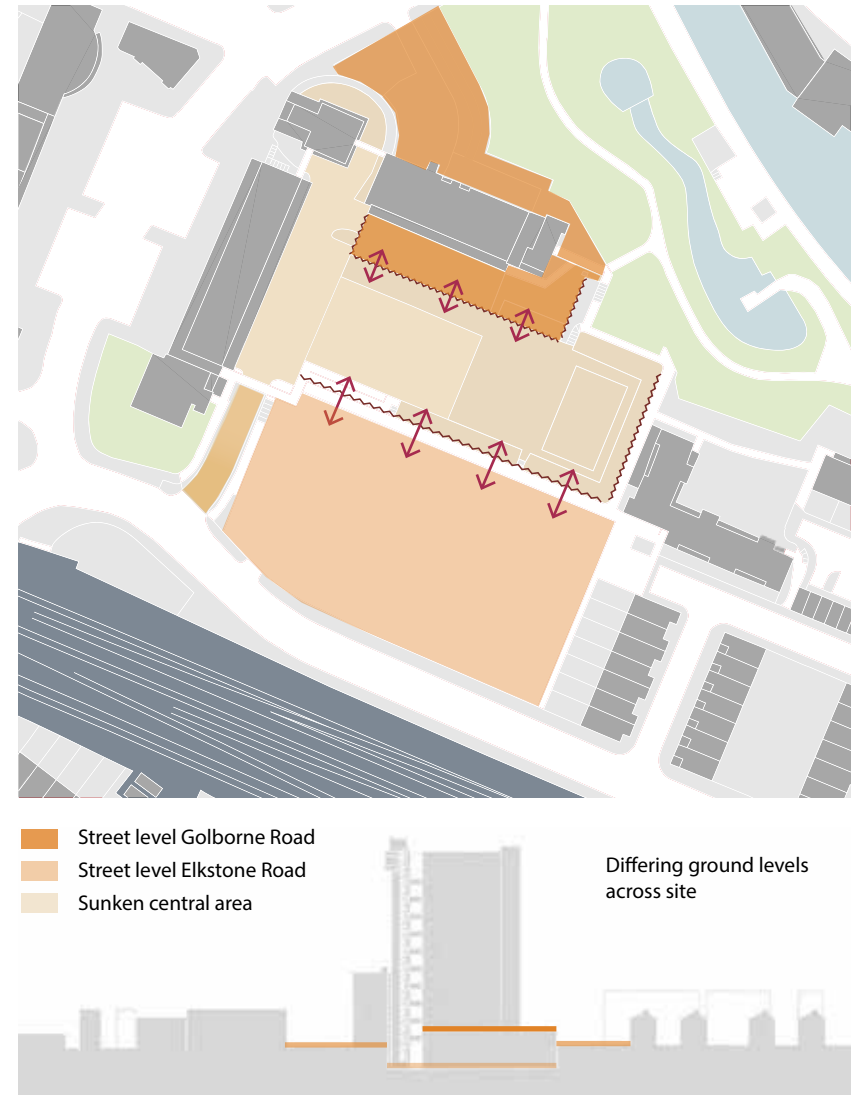 Street level Golborne Road
Street level Elkstone Road
Sunken central area
Differing ground levels
across site